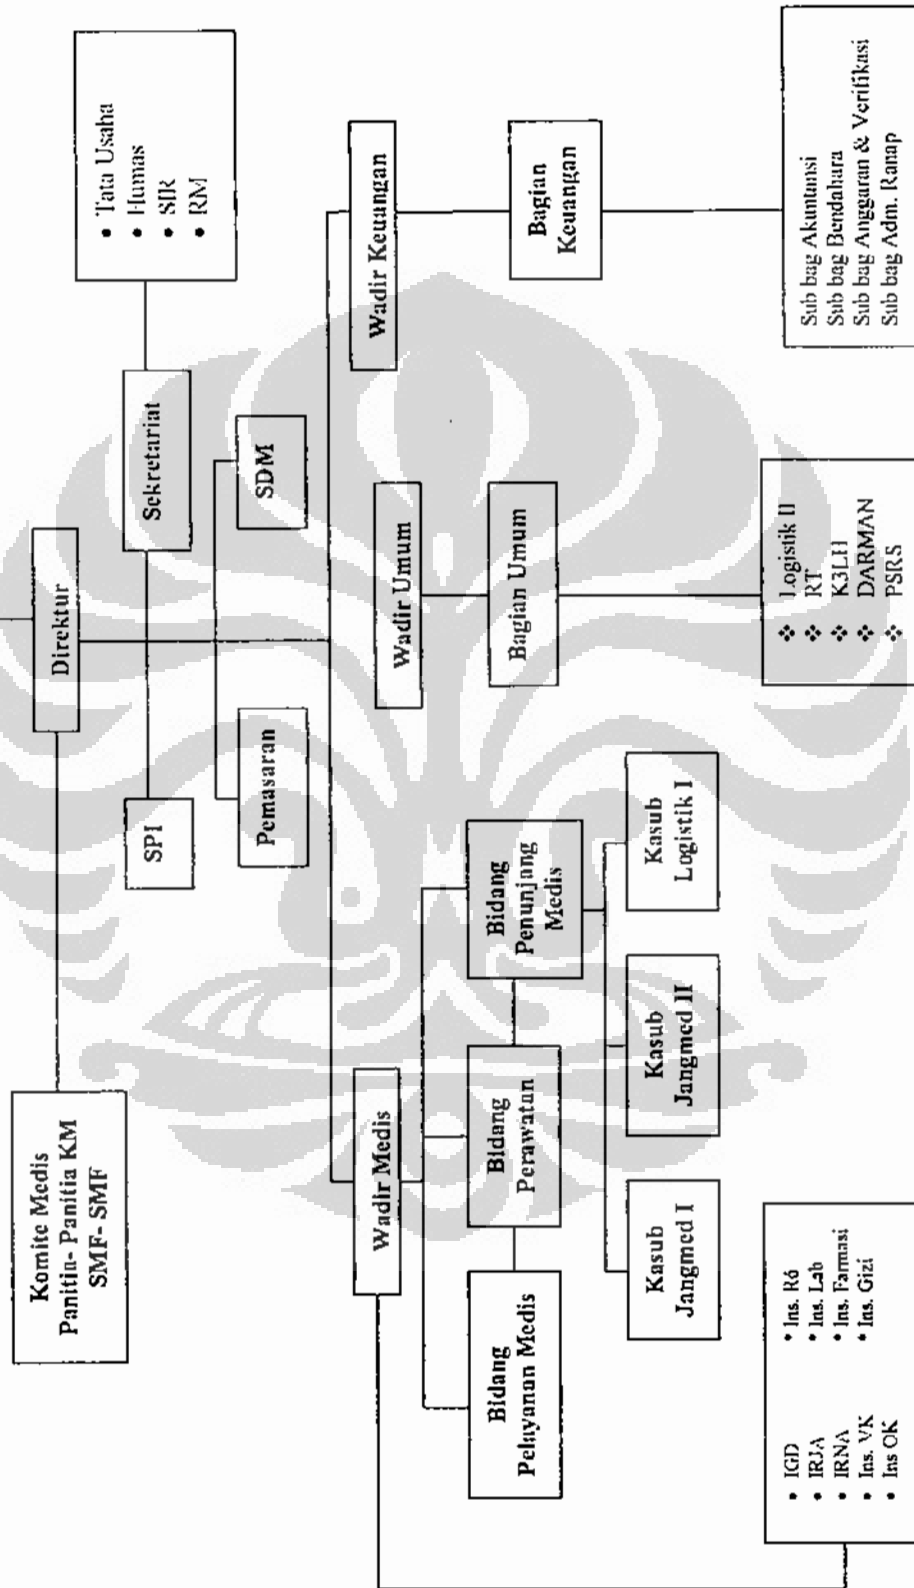 Direktur
Komite Medis
Panitia- Panitia KM
SMF- SMF
SPI
Sekretariat
• Tata Usaha
• Humas
• SIR
• RM
Pemasaran
SDM
Wadir Medis
Wadir Umum
Wadir Keuangan
Bidang
Pelayanan Medis
Bidang
Perawatan
Bidang
Penunjang
Medis
Bagian Umum
Bagian
Keuangan
Kasub
Jangmed I
Kasub
Jangmed II
Kasub
Logistik I
• IGD
• IRJA
• IRNA
• Ins. VK
• Ins OK
• Ins. Ró
• Ins. Lab
• Ins. Farmasi
• Ins. Gizi
❖ Logistik II
❖ RT
❖ K3LH
❖ DARMAN
❖ PSRS
Sub bag Akuntansi
Sub bag Bendahara
Sub bag Anggaran & Verifikasi
Sub bag Adm. Ranap